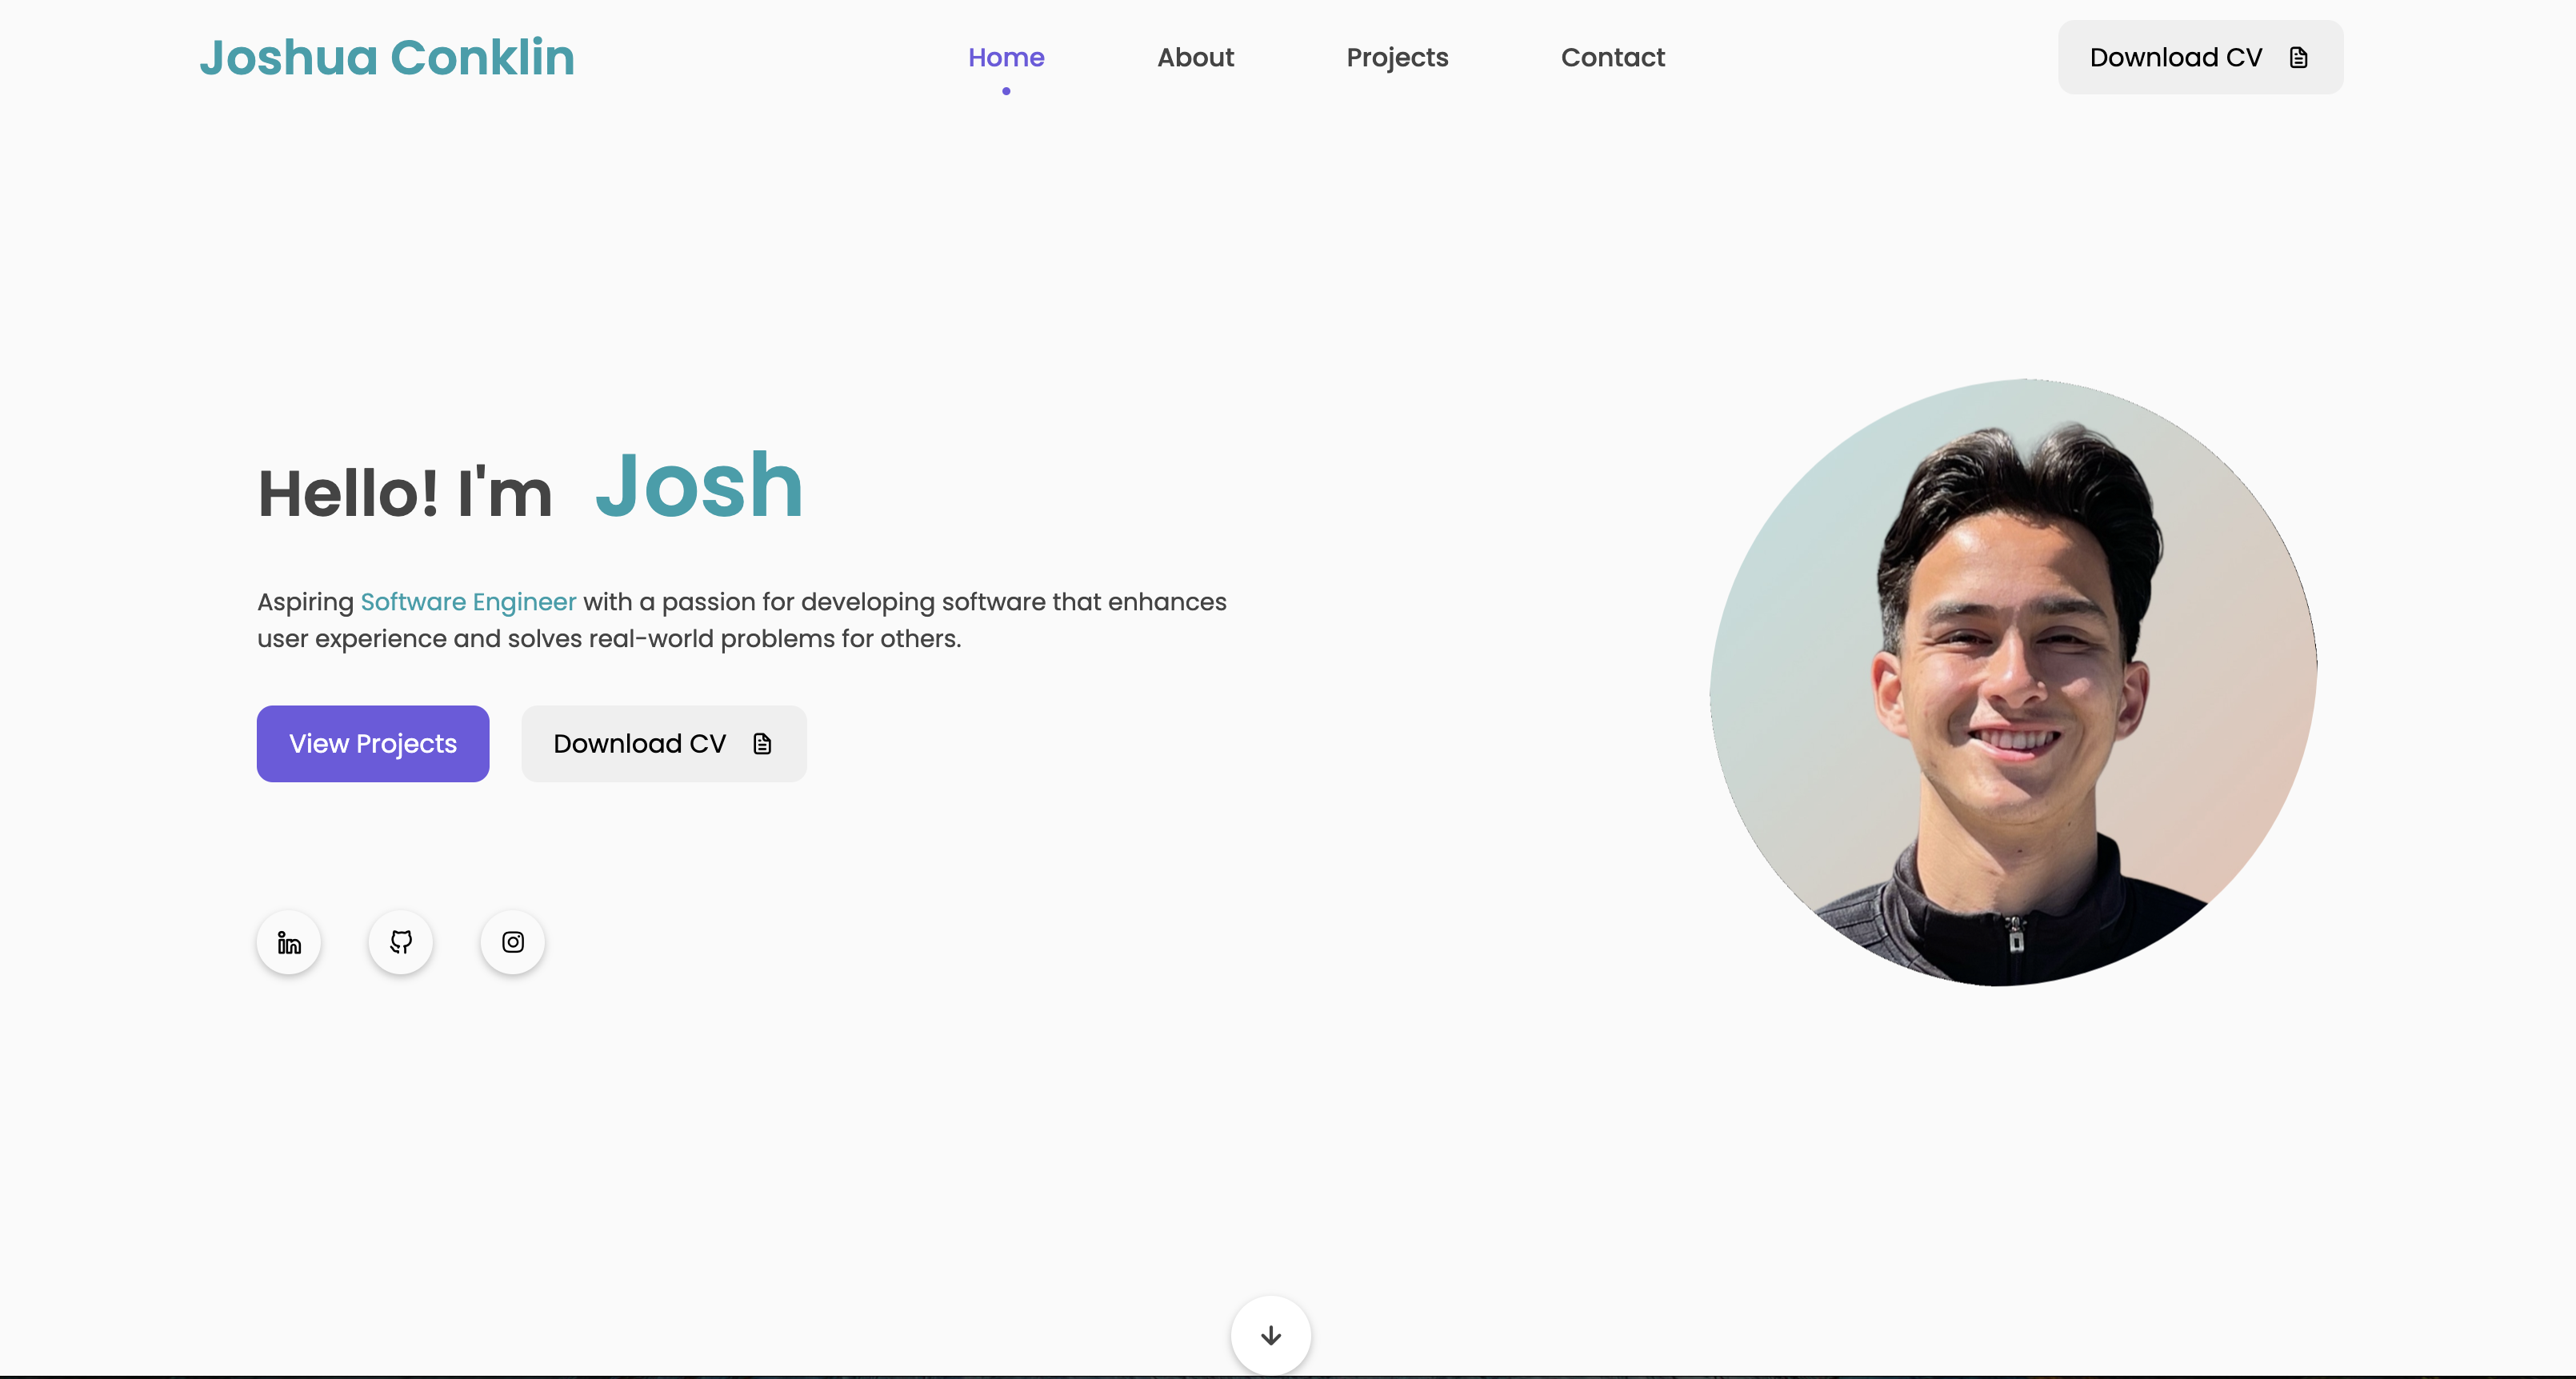 Joshua Conklin
Home
About
Projects
Contact
Download CV
Hello! I'm Josh
Aspiring Software Engineer with a passion for developing software that enhances
user experience and solves real-world problems for others.
View Projects
Download CV
in